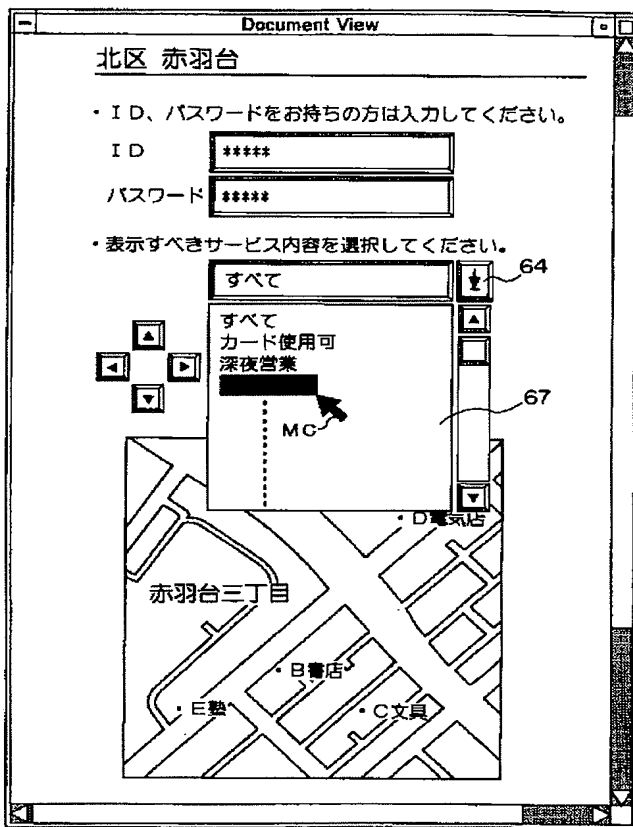 Document View
北区 赤羽台
・ＩＤ、パスワードをお持ちの方は入力してください。
ＩＤ *****
パスワード *****
・表示すべきサービス内容を選択してください。
すべて
64
すべて
カード使用可
深夜営業
67
MC
・D電気店
赤羽台三丁目
・B書店
・E塾
・C文具